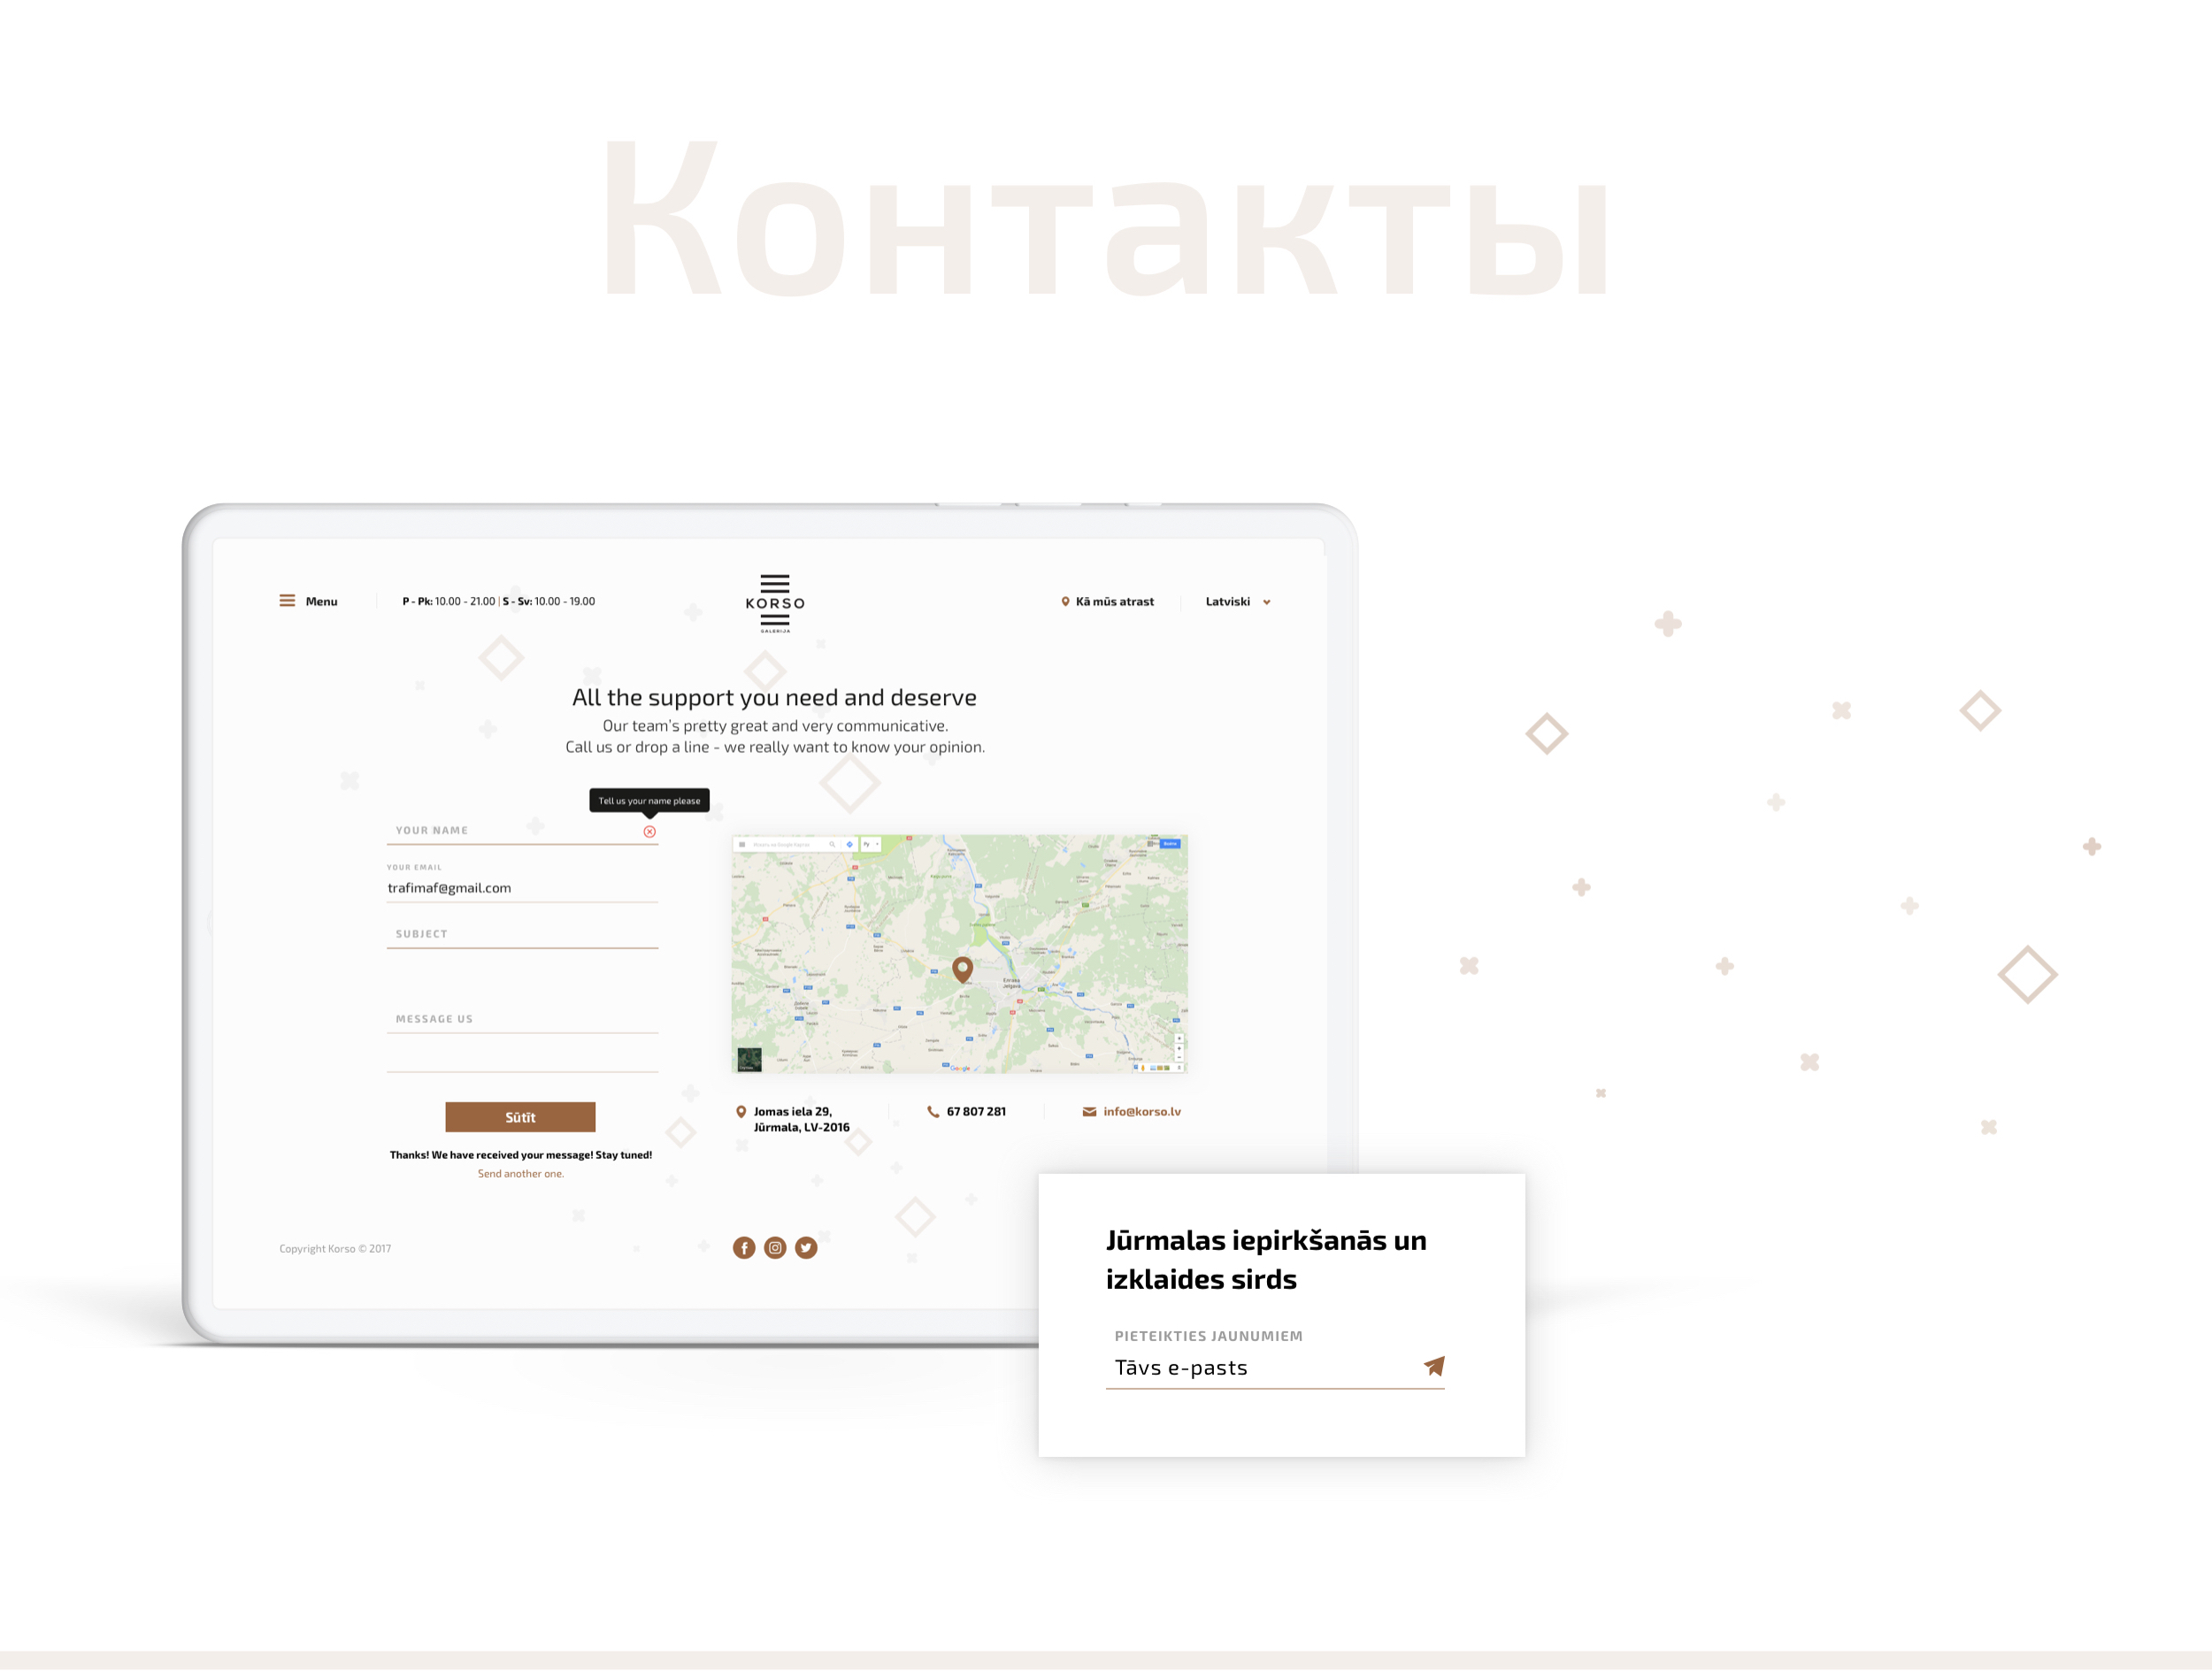 Контакты
Menu
P - Pk: 10.00 - 21.00 | S - Sv: 10.00 - 19.00
KORSO
GALERIJA
Kā mūs atrast
Latviski
All the support you need and deserve
Our team's pretty great and very communicative.
Call us or drop a line - we really want to know your opinion.
Tell us your name please
YOUR NAME
YOUR EMAIL
trafimaf@gmail.com
SUBJECT
MESSAGE US
Sūtīt
Thanks! We have received your message! Stay tuned!
Send another one.
Google
Jomas iela 29,
Jūrmala, LV-2016
67 807 281
info@korso.lv
Copyright Korso © 2017
Jūrmalas iepirkšanās un
izklaides sirds
PIETEIKTIES JAUNUMIEM
Tāvs e-pasts